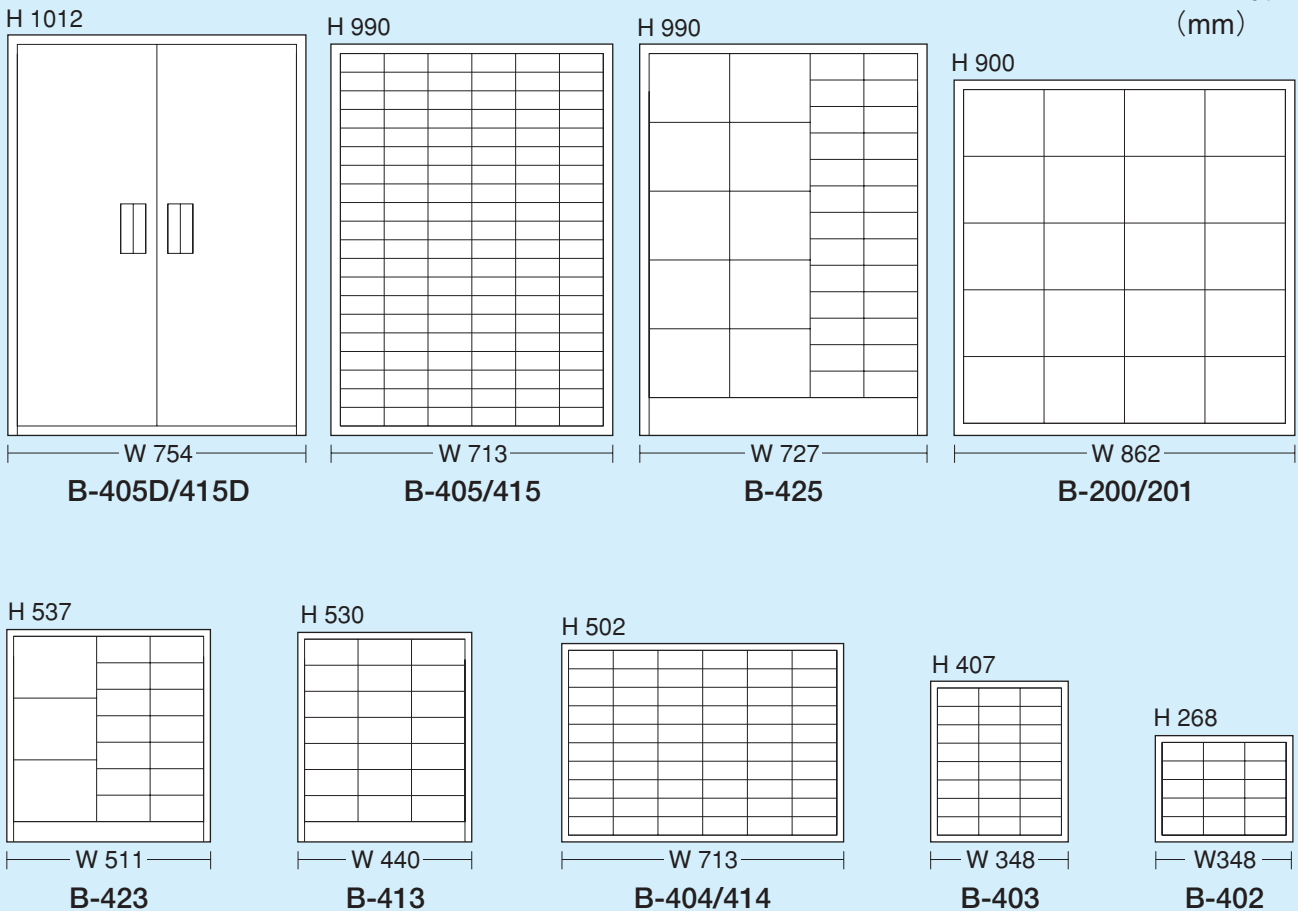 （mm）
H 1012
H 990
H 990
H 900
W 754
W 713
W 727
W 862
B-405D/415D
B-405/415
B-425
B-200/201
H 537
H 530
H 502
H 407
H 268
W 511
W 440
W 713
W 348
W348
B-423
B-413
B-404/414
B-403
B-402